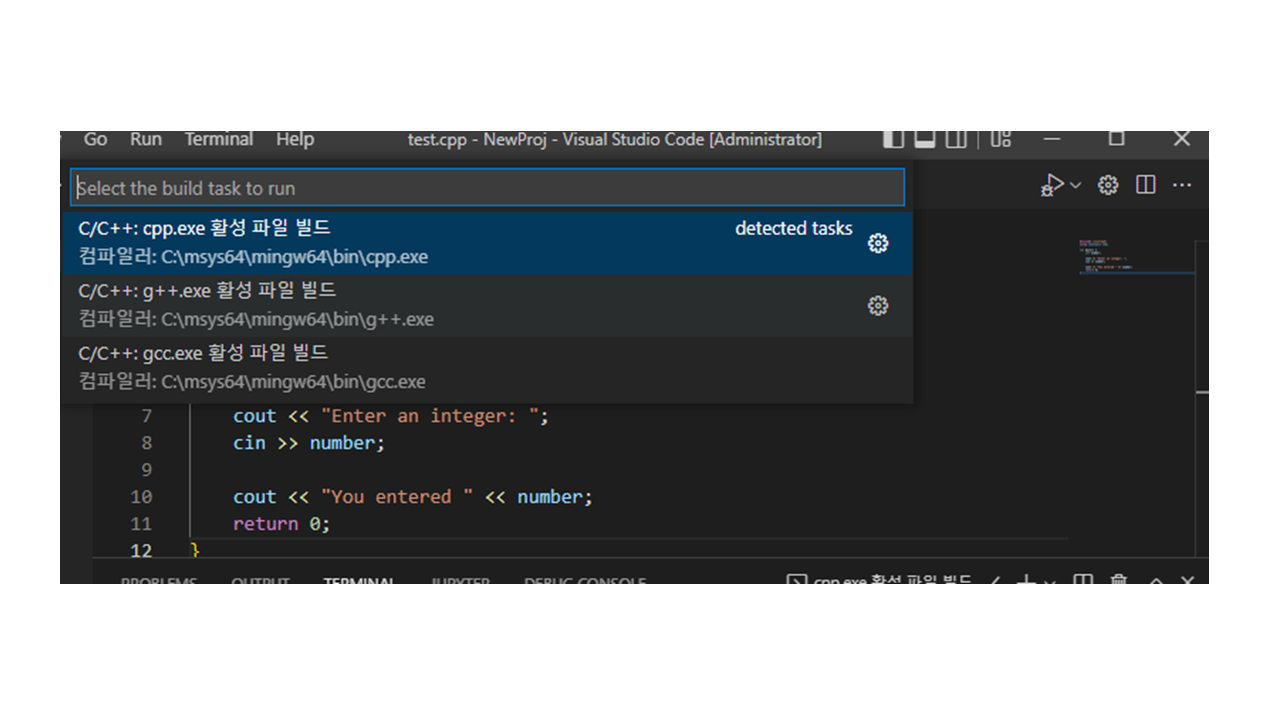 Go Run Terminal Help test.cpp - NewProj - Visual Studio Code [Administrator]
Select the build task to run
C/C++: cpp.exe 활성 파일 빌드 detected tasks
컴파일러: C:\msys64\mingw64\bin\cpp.exe
C/C++: g++.exe 활성 파일 빌드
컴파일러: C:\msys64\mingw64\bin\g++.exe
C/C++: gcc.exe 활성 파일 빌드
컴파일러: C:\msys64\mingw64\bin\gcc.exe
7 cout << "Enter an integer: ";
8 cin >> number;
9
10 cout << "You entered " << number;
11 return 0;
12 }
PROBLEMS OUTPUT TERMINAL JUPYTER DEBUG CONSOLE cpp.exe 활성 파일 빌드